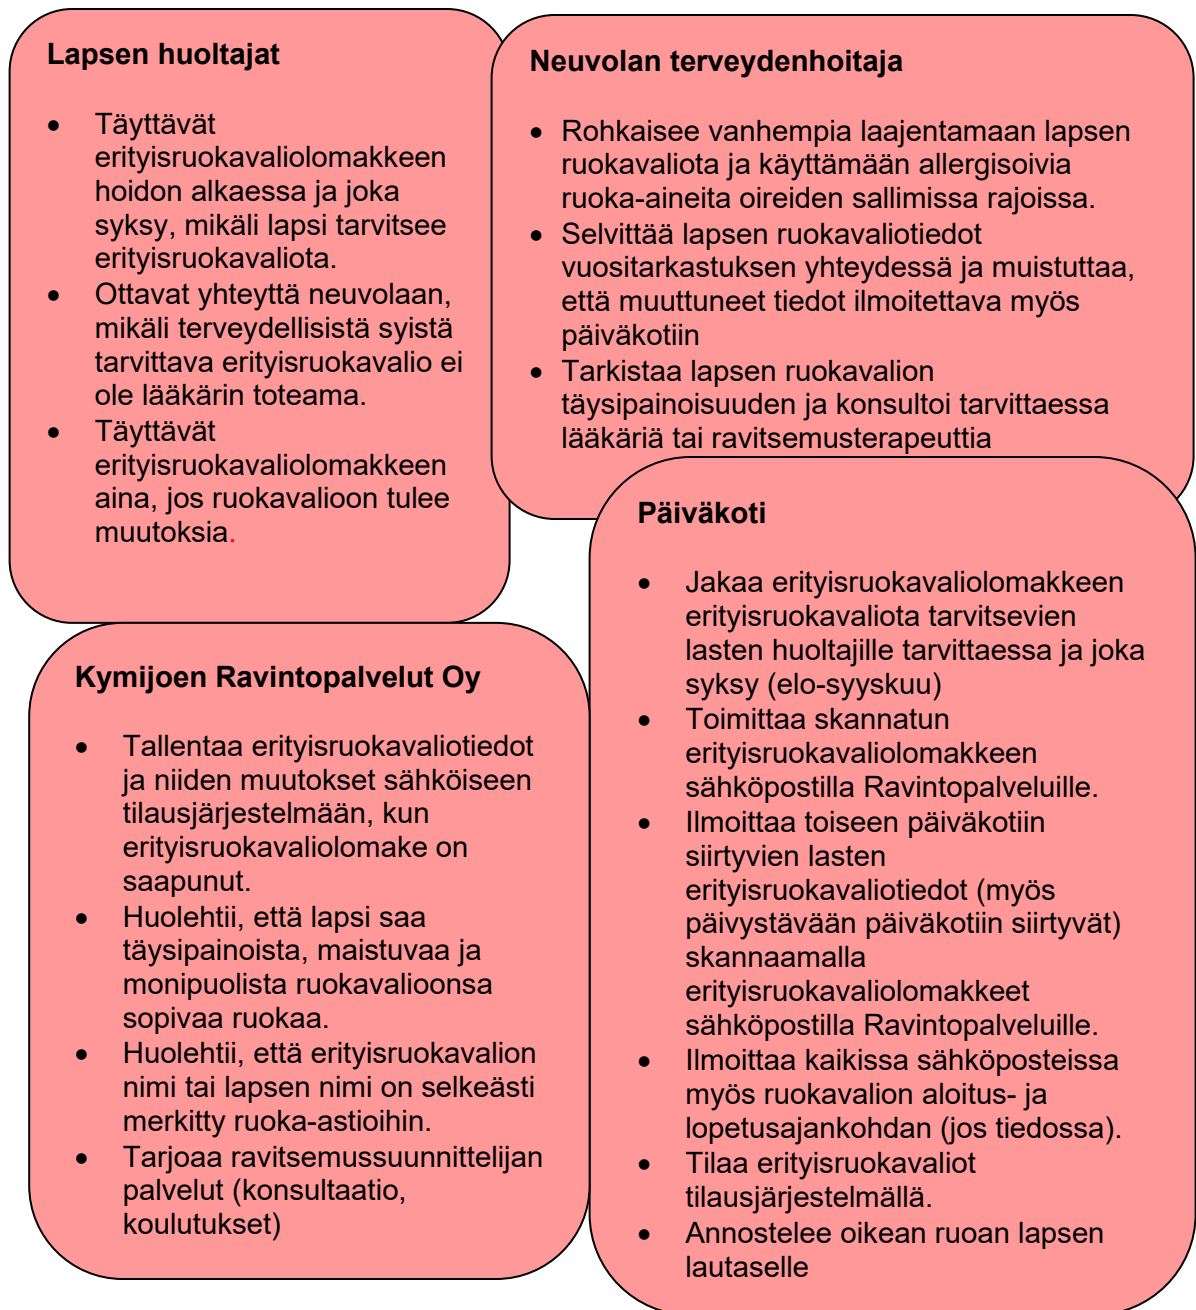 Lapsen huoltajat
• Täyttävät
erityisruokavaliolomakkeen
hoidon alkaessa ja joka
syksy, mikäli lapsi tarvitsee
erityisruokavaliota.
• Ottavat yhteyttä neuvolaan,
mikäli terveydellisistä syistä
tarvittava erityisruokavalio ei
ole lääkärin toteama.
• Täyttävät
erityisruokavaliolomakkeen
aina, jos ruokavalioon tulee
muutoksia.
Neuvolan terveydenhoitaja
• Rohkaisee vanhempia laajentamaan lapsen
ruokavaliota ja käyttämään allergisoivia
ruoka-aineita oireiden sallimissa rajoissa.
• Selvittää lapsen ruokavaliotiedot
vuositarkastuksen yhteydessä ja muistuttaa,
että muuttuneet tiedot ilmoitettava myös
päiväkotiin
• Tarkistaa lapsen ruokavalion
täysipainoisuuden ja konsultoi tarvittaessa
lääkäriä tai ravitsemusterapeuttia
Kymijoen Ravintopalvelut Oy
• Tallentaa erityisruokavaliotiedot
ja niiden muutokset sähköiseen
tilausjärjestelmään, kun
erityisruokavaliolomake on
saapunut.
• Huolehtii, että lapsi saa
täysipainoista, maistuvaa ja
monipuolista ruokavalioonsa
sopivaa ruokaa.
• Huolehtii, että erityisruokavalion
nimi tai lapsen nimi on selkeästi
merkitty ruoka-astioihin.
• Tarjoaa ravitsemussuunnittelijan
palvelut (konsultaatio,
koulutukset)
Päiväkoti
• Jakaa erityisruokavaliolomakkeen
erityisruokavaliota tarvitsevien
lasten huoltajille tarvittaessa ja joka
syksy (elo-syyskuu)
• Toimittaa skannatun
erityisruokavaliolomakkeen
sähköpostilla Ravintopalveluille.
• Ilmoittaa toiseen päiväkotiin
siirtyvien lasten
erityisruokavaliotiedot (myös
päivystävään päiväkotiin siirtyvät)
skannaamalla
erityisruokavaliolomakkeet
sähköpostilla Ravintopalveluille.
• Ilmoittaa kaikissa sähköposteissa
myös ruokavalion aloitus- ja
lopetusajankohdan (jos tiedossa).
• Tilaa erityisruokavaliot
tilausjärjestelmällä.
• Annostelee oikean ruoan lapsen
lautaselle